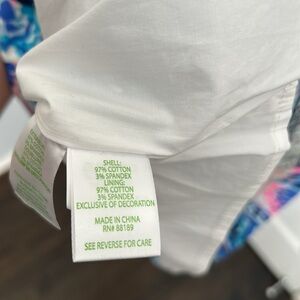 SHELL:
97% COTTON
3% SPANDEX
LINING:
97% COTTON
3% SPANDEX
EXCLUSIVE OF DECORATION
MADE IN CHINA
RN# 88189
SEE REVERSE FOR CARE